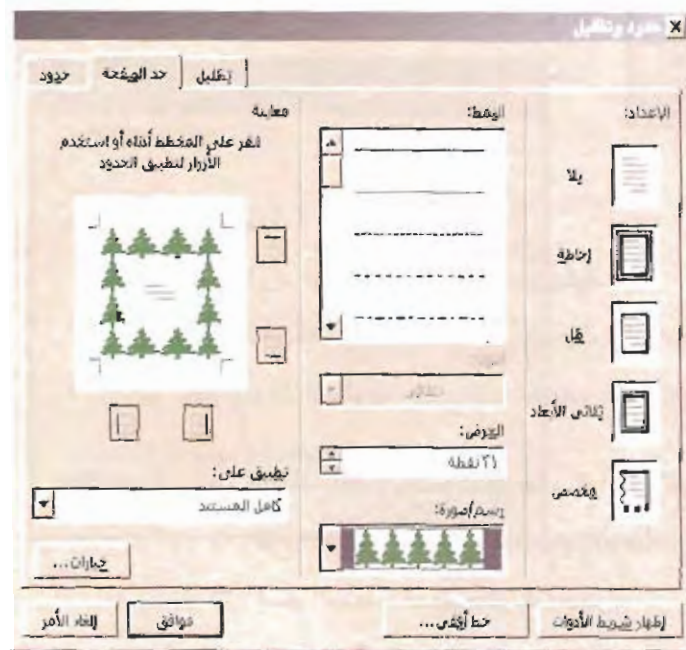 حدود وتظليل
حدود
حد الصفحة
تظليل
الإعداد:
بلا
إحاطة
ظل
ثلاثي الأبعاد
مخصص
النمط:
تلقائي
العرض:
٣١ نقطة
رسم/صورة:
معاينة
انقر على المخطط أدناه أو استخدم
الأزرار لتطبيق الحدود
تطبيق على:
كامل المستند
خيارات...
إظهار شريط الأدوات
خط أفقي...
موافق
إلغاء الأمر